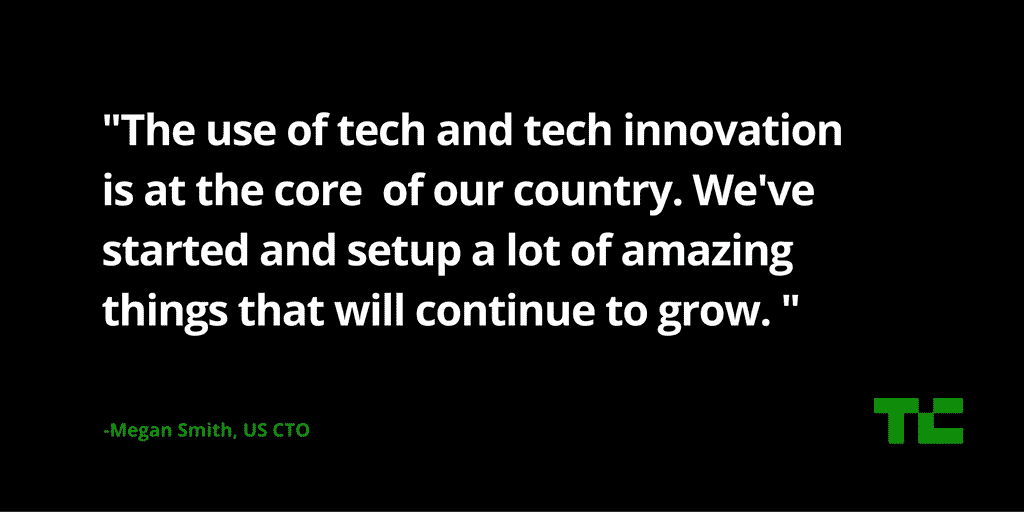 "The use of tech and tech innovation
is at the core  of our country. We've
started and setup a lot of amazing
things that will continue to grow. "
-Megan Smith, US CTO
TC